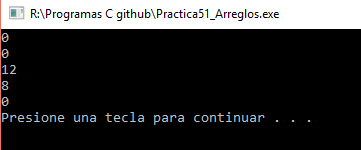 R:\Programas C github\Practica51_Arreglos.exe
0
0
12
8
0
Presione una tecla para continuar . . .